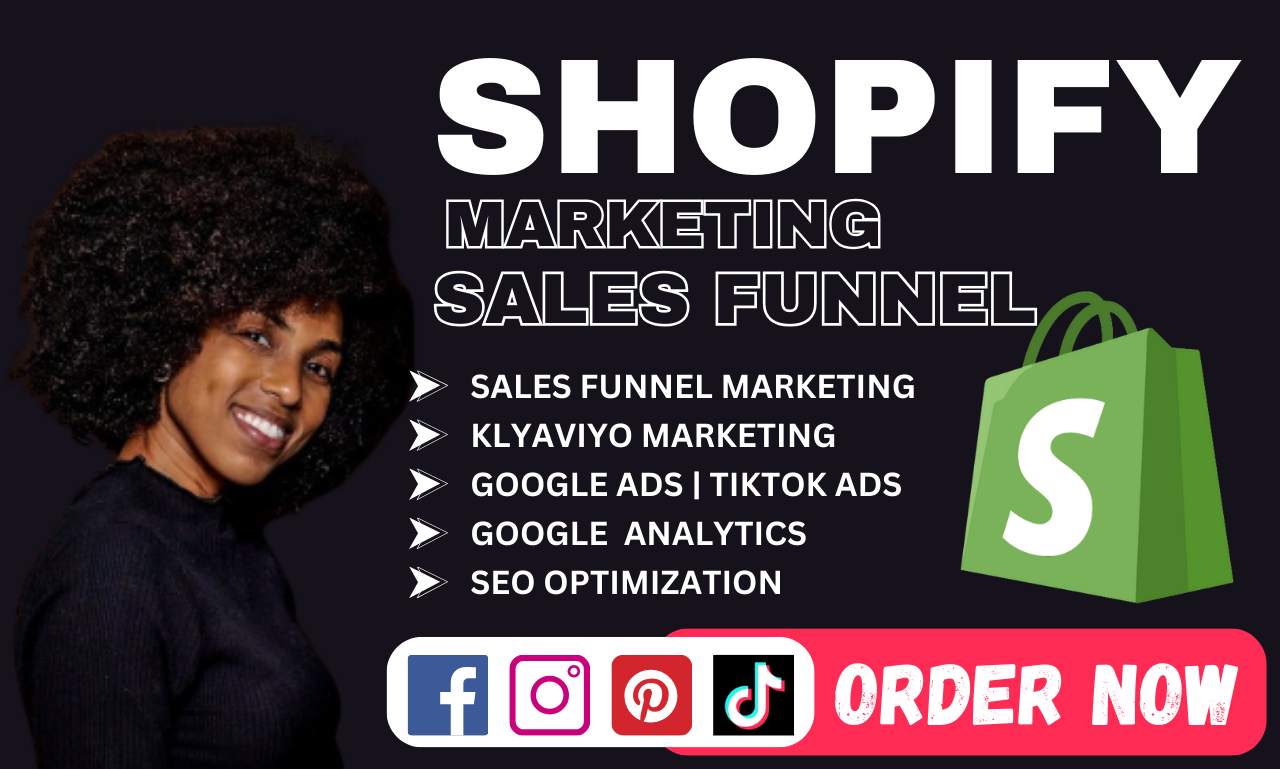 SHOPIFY
MARKETING
SALES FUNNEL
SALES FUNNEL MARKETING
KLYAVIYO MARKETING
GOOGLE ADS | TIKTOK ADS
GOOGLE ANALYTICS
SEO OPTIMIZATION
S
ORDER NOW